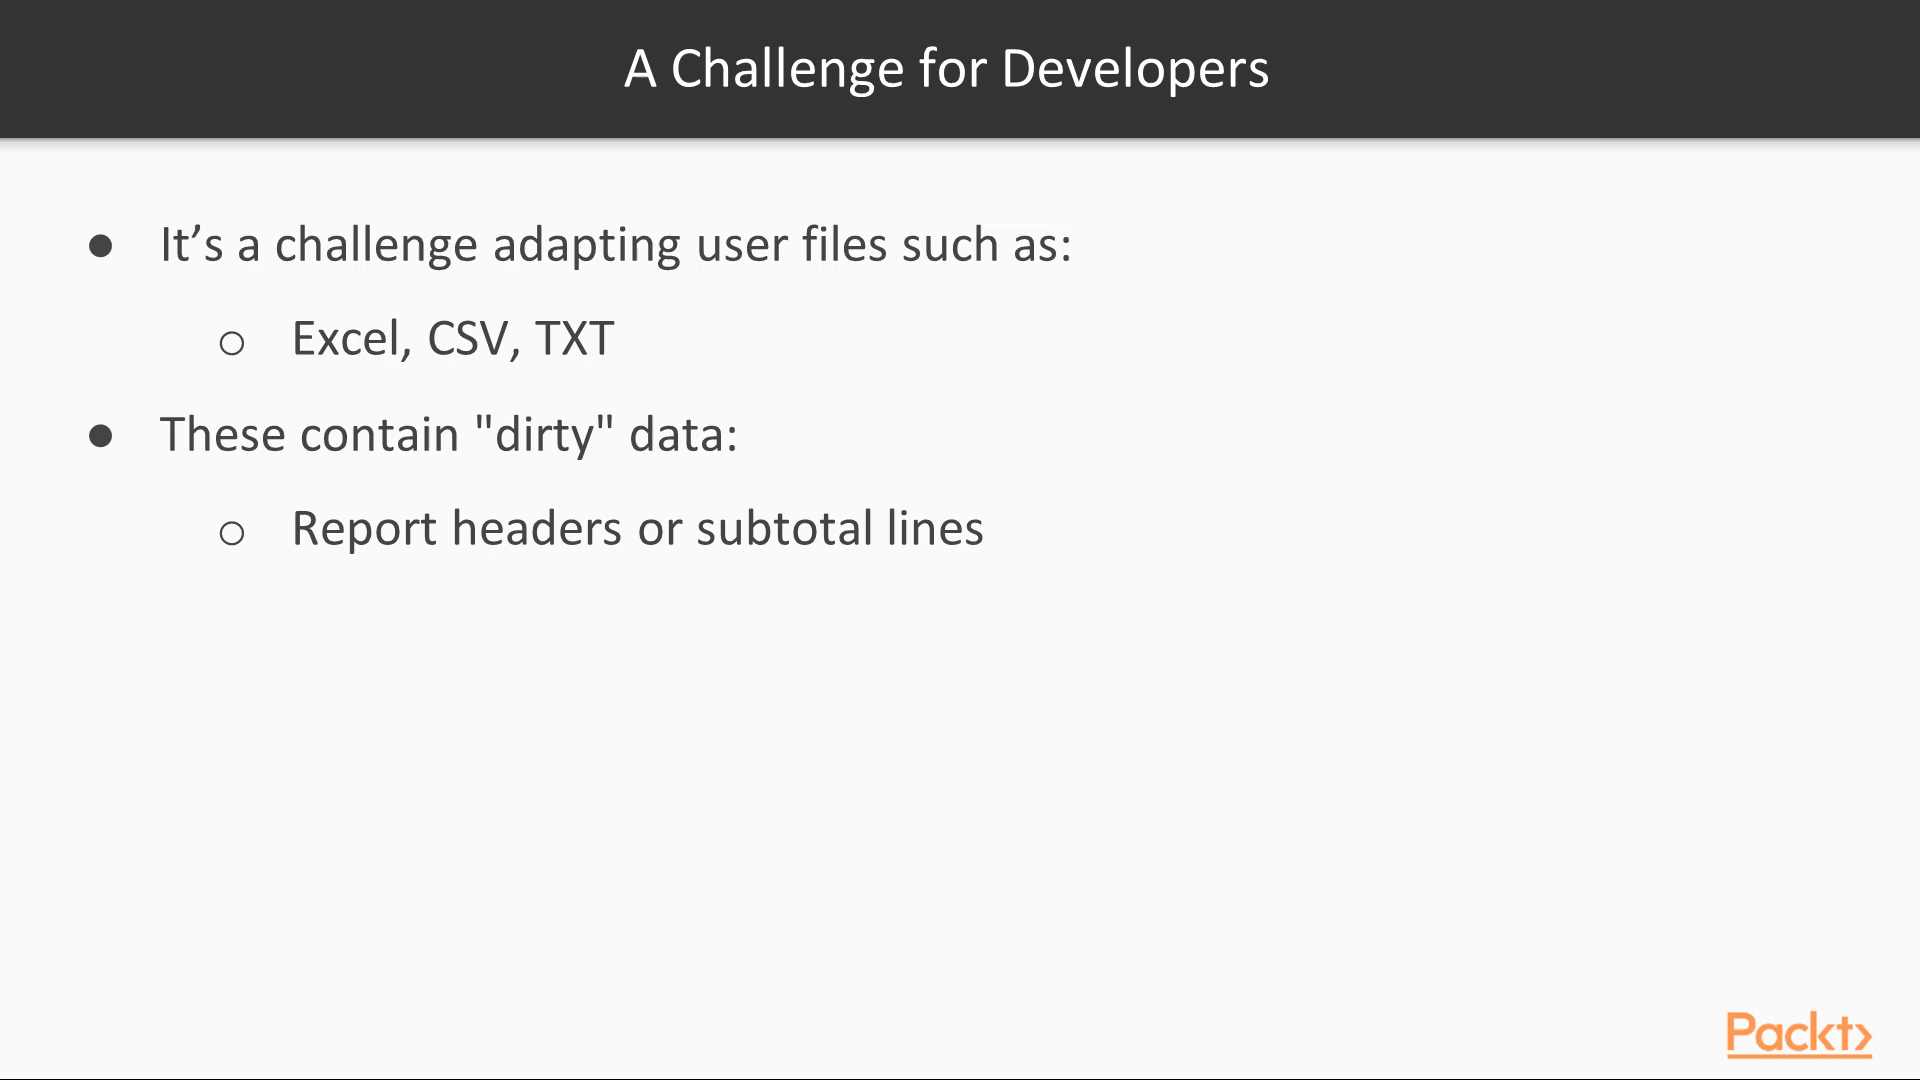 A Challenge for Developers
● It’s a challenge adapting user files such as:
○ Excel, CSV, TXT
● These contain "dirty" data:
○ Report headers or subtotal lines
Packt>